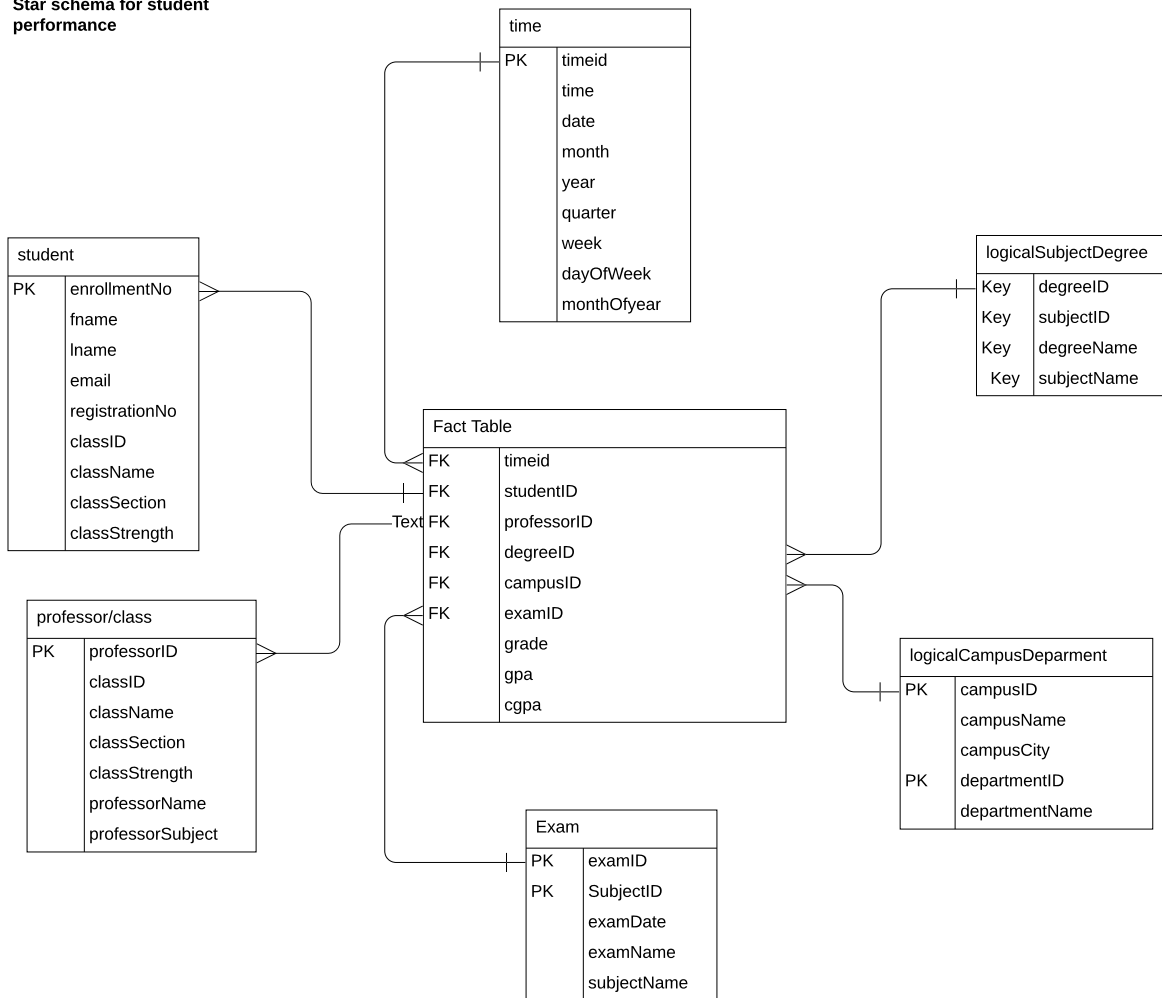 Star schema for student
performance
time
PK timeid
time
date
month
year
quarter
week
dayOfWeek
monthOfyear
student
PK enrollmentNo
fname
lname
email
registrationNo
classID
className
classSection
classStrength
logicalSubjectDegree
Key degreeID
Key subjectID
Key degreeName
Key subjectName
Fact Table
FK timeid
FK studentID
Text FK professorID
FK degreeID
FK campusID
FK examID
grade
gpa
cgpa
professor/class
PK professorID
classID
className
classSection
classStrength
professorName
professorSubject
logicalCampusDeparment
PK campusID
campusName
campusCity
PK departmentID
departmentName
Exam
PK examID
PK SubjectID
examDate
examName
subjectName